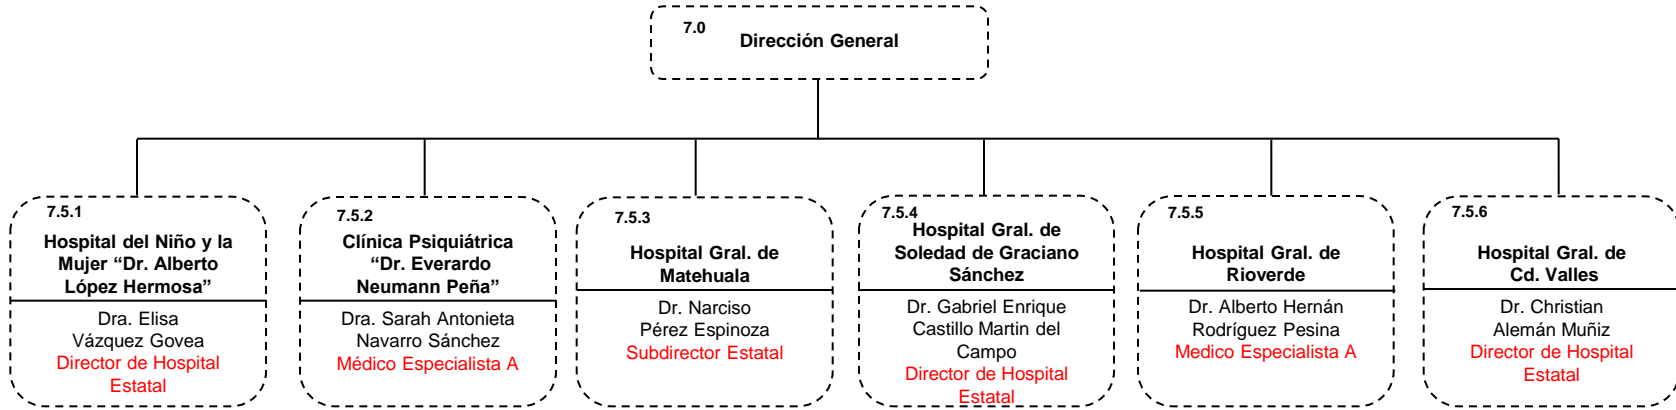 7.0
Dirección General
7.5.1
Hospital del Niño y la
Mujer “Dr. Alberto
López Hermosa”
Dra. Elisa
Vázquez Govea
Director de Hospital
Estatal
7.5.2
Clínica Psiquiátrica
“Dr. Everardo
Neumann Peña”
Dra. Sarah Antonieta
Navarro Sánchez
Médico Especialista A
7.5.3
Hospital Gral. de
Matehuala
Dr. Narciso
Pérez Espinoza
Subdirector Estatal
7.5.4
Hospital Gral. de
Soledad de Graciano
Sánchez
Dr. Gabriel Enrique
Castillo Martin del
Campo
Director de Hospital
Estatal
7.5.5
Hospital Gral. de
Rioverde
Dr. Alberto Hernán
Rodríguez Pesina
Medico Especialista A
7.5.6
Hospital Gral. de
Cd. Valles
Dr. Christian
Alemán Muñiz
Director de Hospital
Estatal